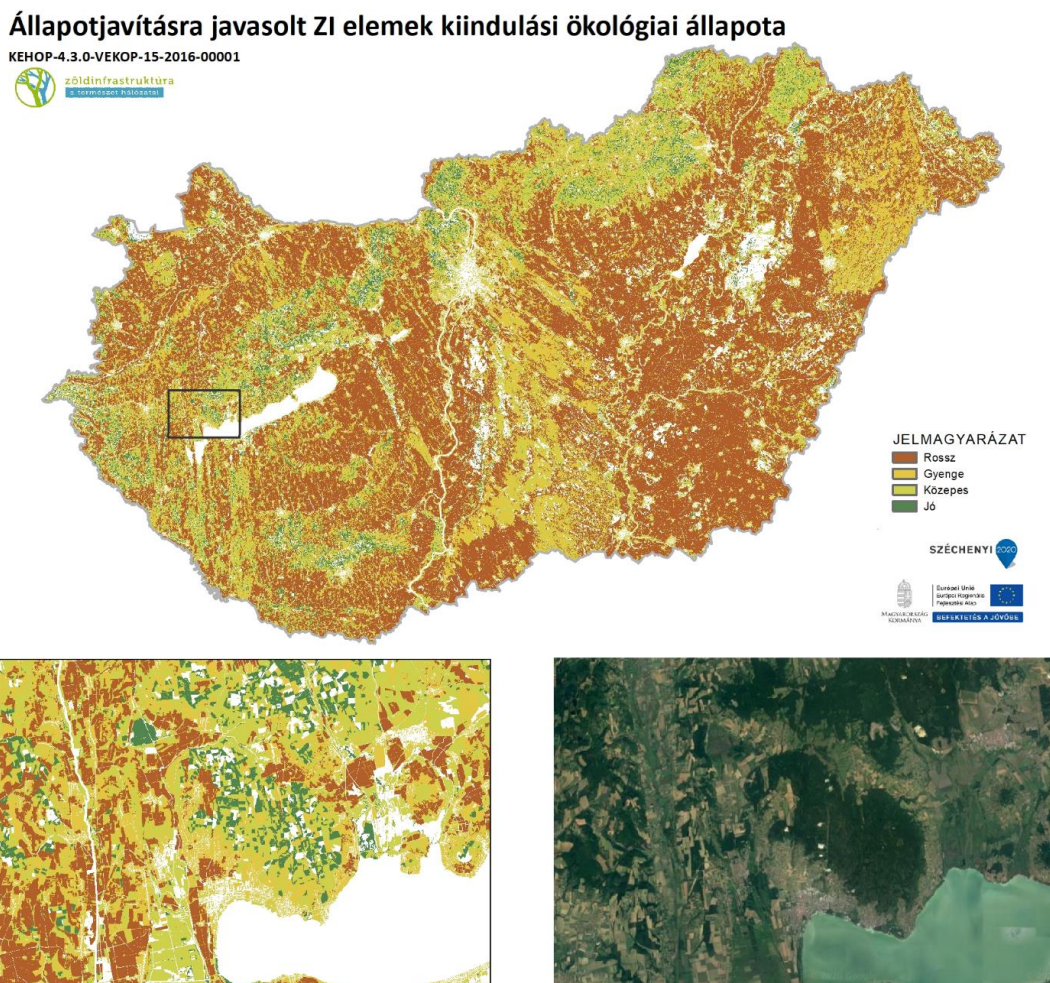 Állapotjavításra javasolt ZI elemek kiindulási ökológiai állapota
KEHOP-4.3.0-VEKOP-15-2016-00001
zöldinfrastruktúra
a természet hálózatai
JELMAGYARÁZAT
Rossz
Gyenge
Közepes
Jó
SZÉCHENYI 2020
MAGYARORSZÁG
KORMÁNYA
Európai Unió
Európai Regionális
Fejlesztési Alap
BEFEKTETÉS A JÖVŐBE